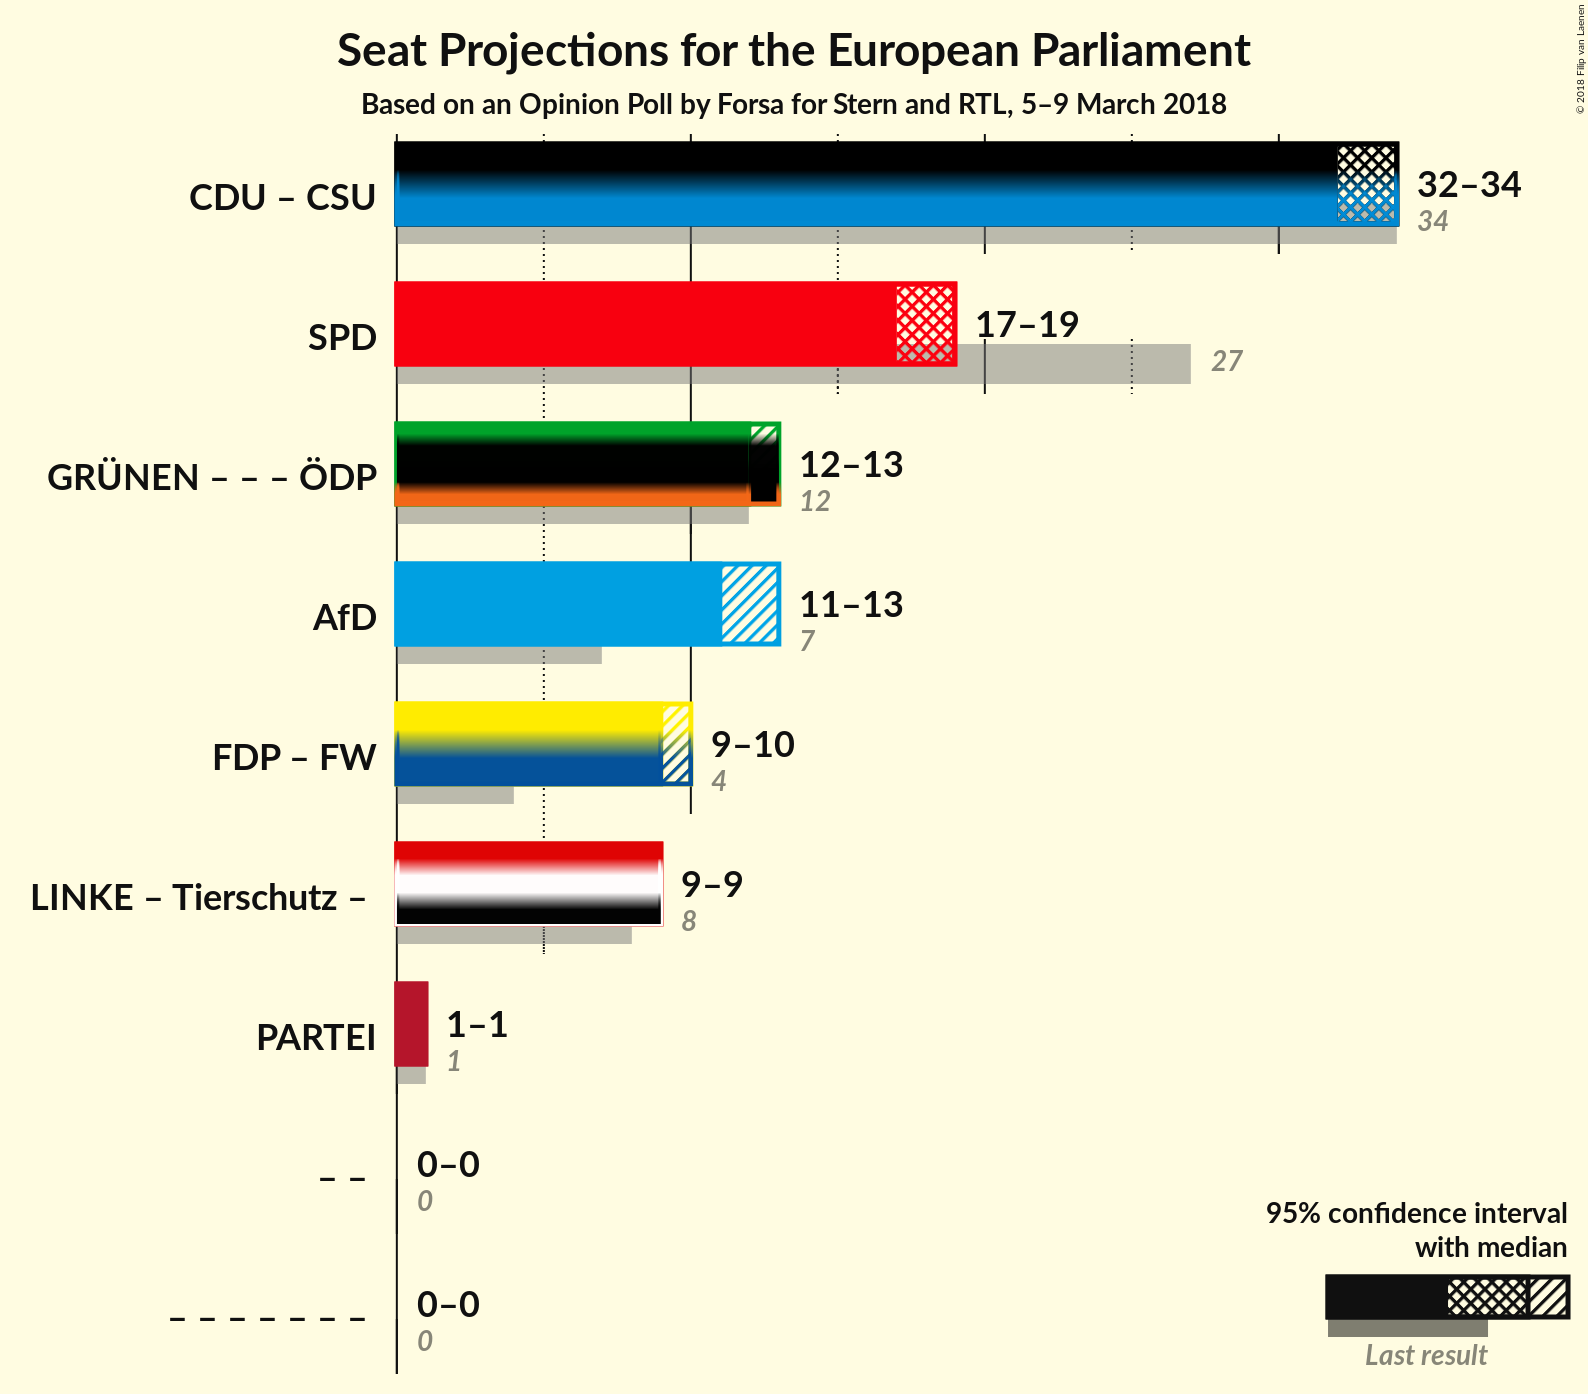 Seat Projections for the European Parliament
Based on an Opinion Poll by Forsa for Stern and RTL, 5–9 March 2018
© 2018 Filip van Laenen
CDU – CSU
32–34
34
SPD
17–19
27
GRÜNEN – – – ÖDP
12–13
12
AfD
11–13
7
FDP – FW
9–10
4
LINKE – Tierschutz –
9–9
8
PARTEI
1–1
1
– –
0–0
0
– – – – – – –
0–0
0
95% confidence interval
with median
Last result